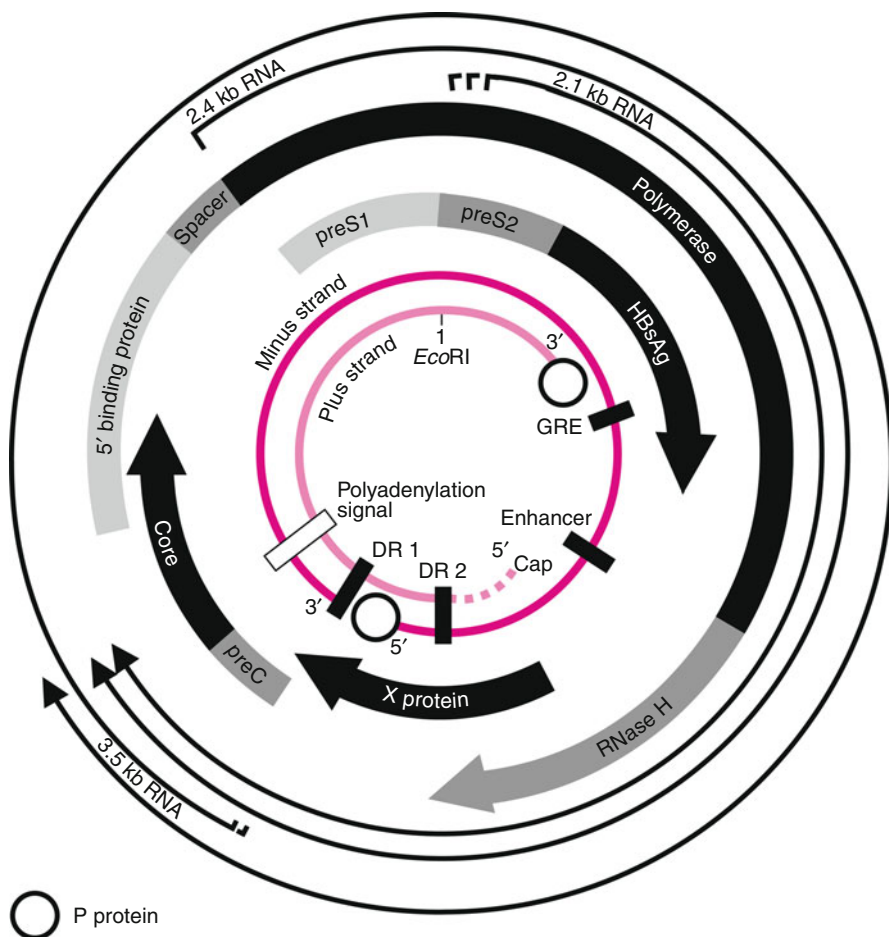 2.4 kb RNA
2.1 kb RNA
Polymerase
Spacer
preS1
preS2
5′ binding protein
HBsAg
Minus strand
Plus strand
1
EcoRI
3′
GRE
Polyadenylation
signal
Enhancer
5′
Cap
DR 1
DR 2
3′
5′
Core
preC
X protein
RNase H
3.5 kb RNA
P protein